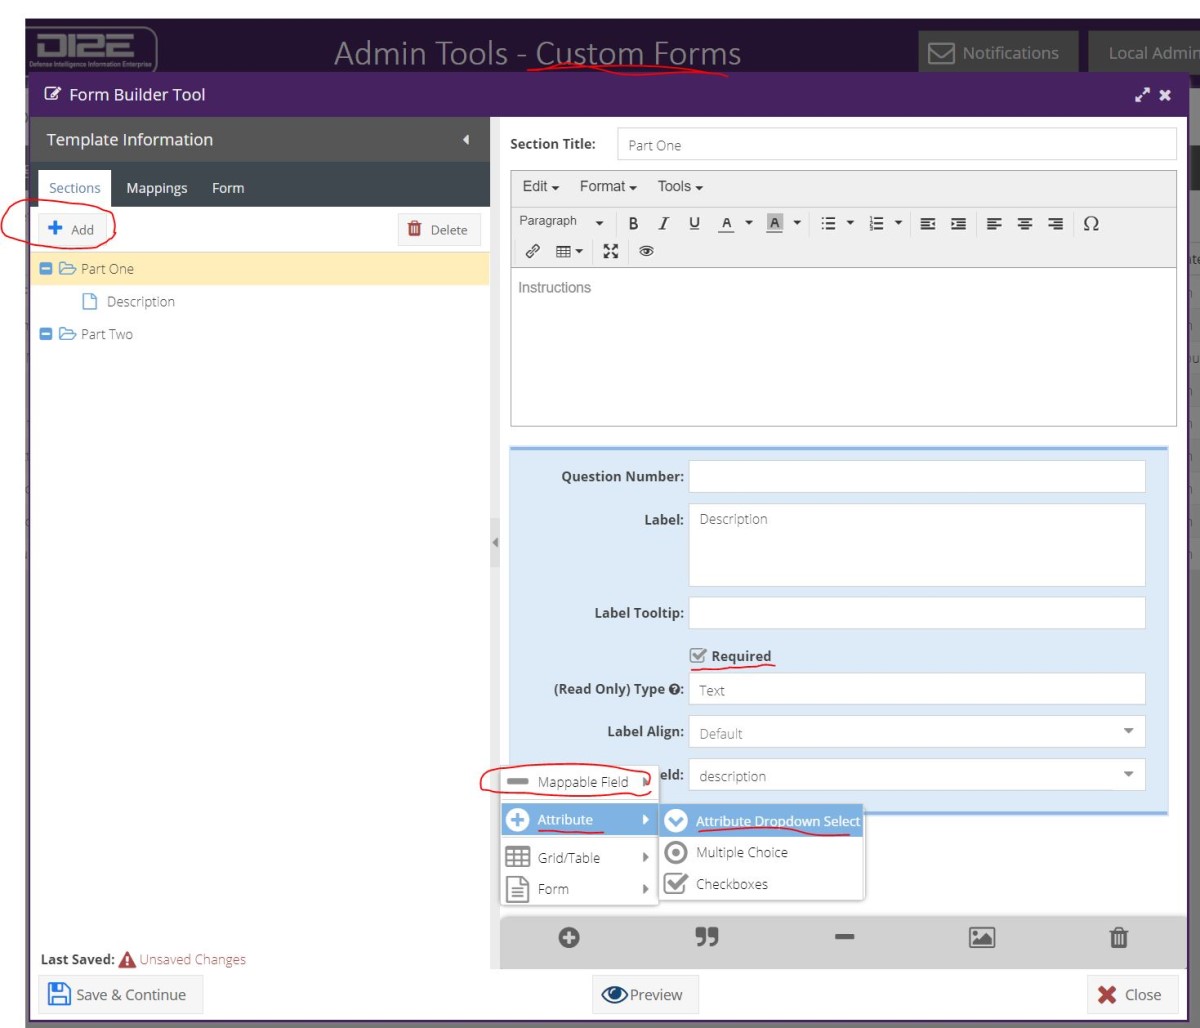 DI2E
Defense Intelligence Information Enterprise
Admin Tools - Custom Forms
Notifications
Local Admin
Form Builder Tool
Template Information
Sections Mappings Form
Add Delete
Part One
Description
Part Two
Last Saved: Unsaved Changes
Save & Continue
Section Title: Part One
Edit Format Tools
Paragraph B I U A A Ω
Instructions
Question Number:
Label: Description
Label Tooltip:
Required
(Read Only) Type ?: Text
Label Align: Default
eld: description
Mappable Field
Attribute
Grid/Table
Form
Attribute Dropdown Select
Multiple Choice
Checkboxes
Preview
Close